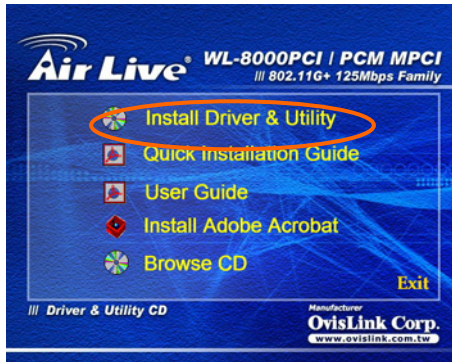 Air Live®
WL-8000PCI / PCM MPCI
/// 802.11G+ 125Mbps Family
Install Driver & Utility
Quick Installation Guide
User Guide
Install Adobe Acrobat
Browse CD
Exit
/// Driver & Utility CD
Manufacturer
OvisLink Corp.
www.ovislink.com.tw